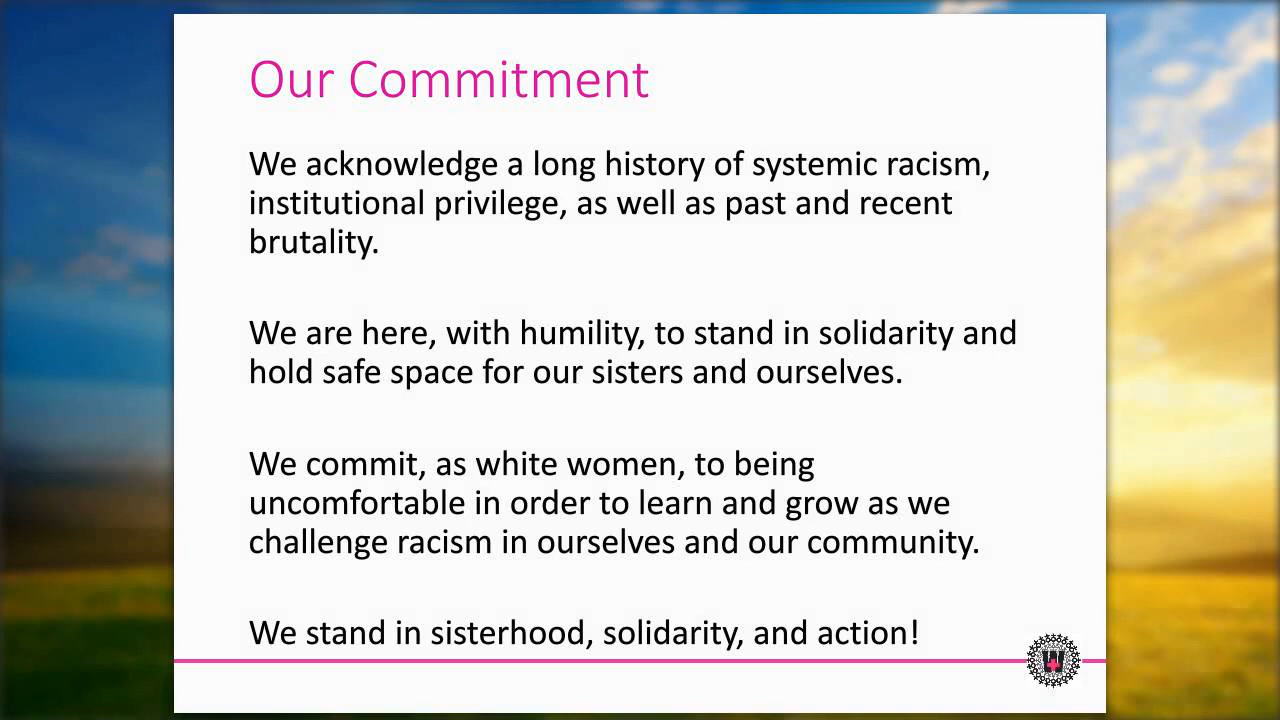 Our Commitment
We acknowledge a long history of systemic racism,
institutional privilege, as well as past and recent
brutality.
We are here, with humility, to stand in solidarity and
hold safe space for our sisters and ourselves.
We commit, as white women, to being
uncomfortable in order to learn and grow as we
challenge racism in ourselves and our community.
We stand in sisterhood, solidarity, and action!
W